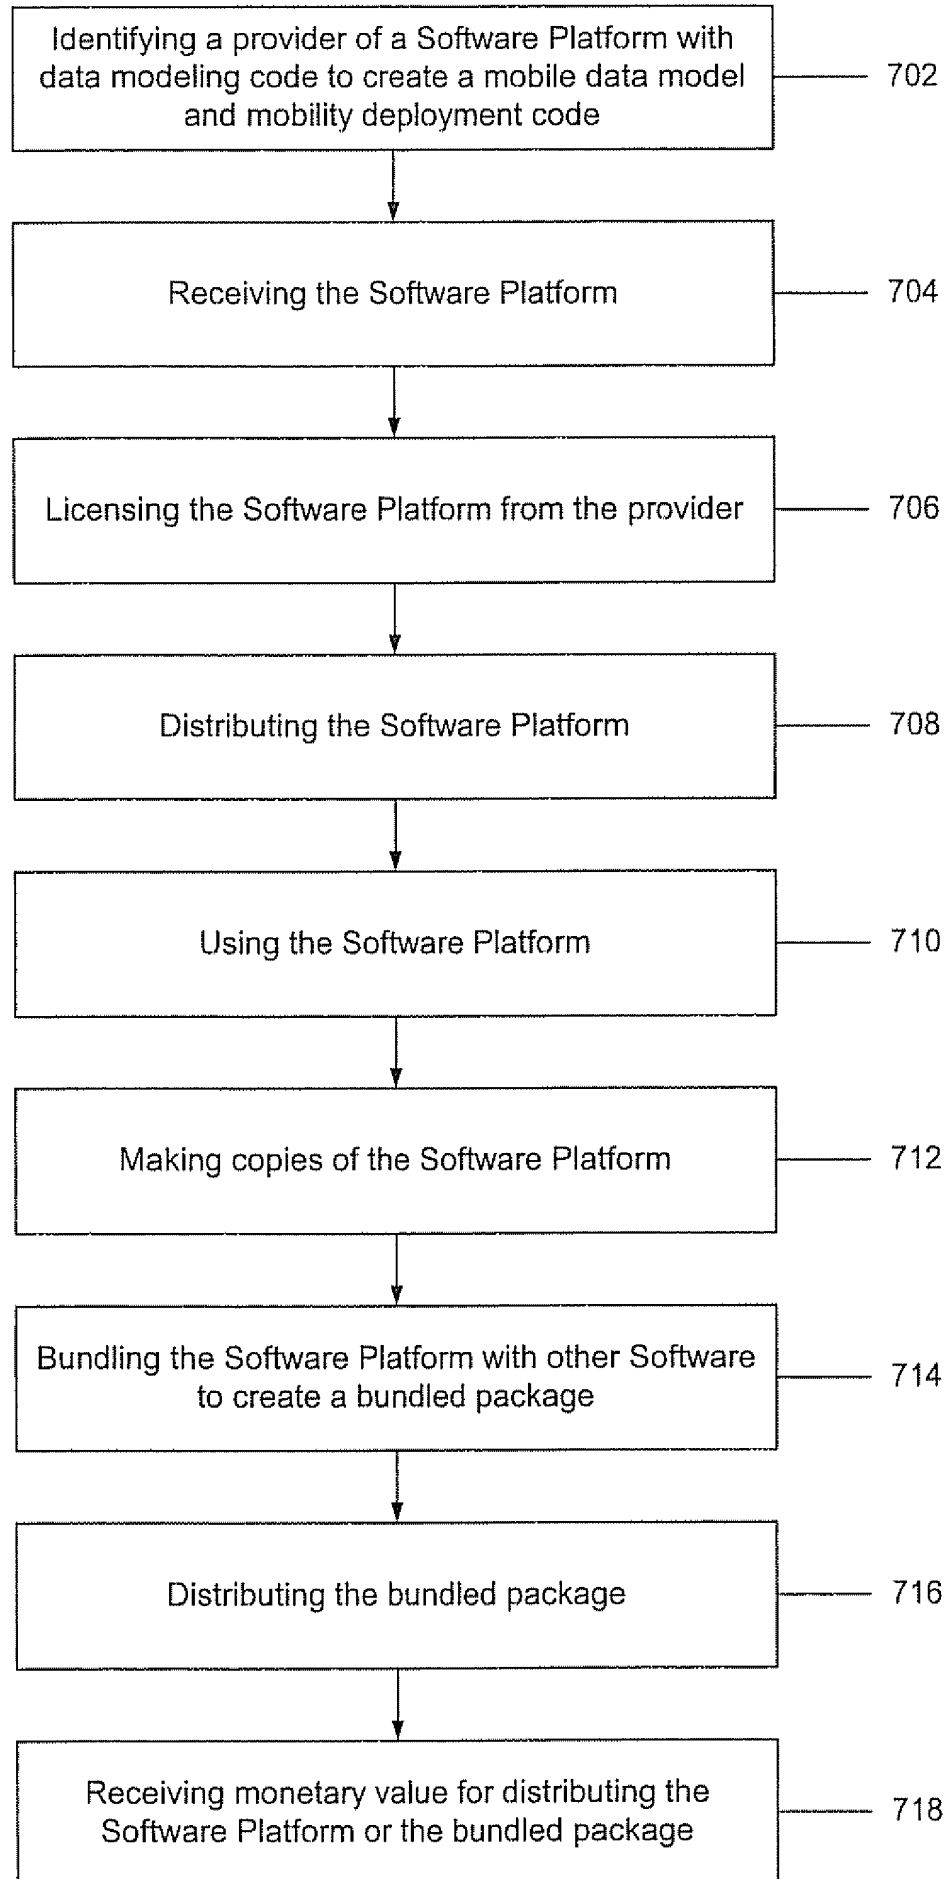 Identifying a provider of a Software Platform with
data modeling code to create a mobile data model
and mobility deployment code
702
Receiving the Software Platform
704
Licensing the Software Platform from the provider
706
Distributing the Software Platform
708
Using the Software Platform
710
Making copies of the Software Platform
712
Bundling the Software Platform with other Software
to create a bundled package
714
Distributing the bundled package
716
Receiving monetary value for distributing the
Software Platform or the bundled package
718